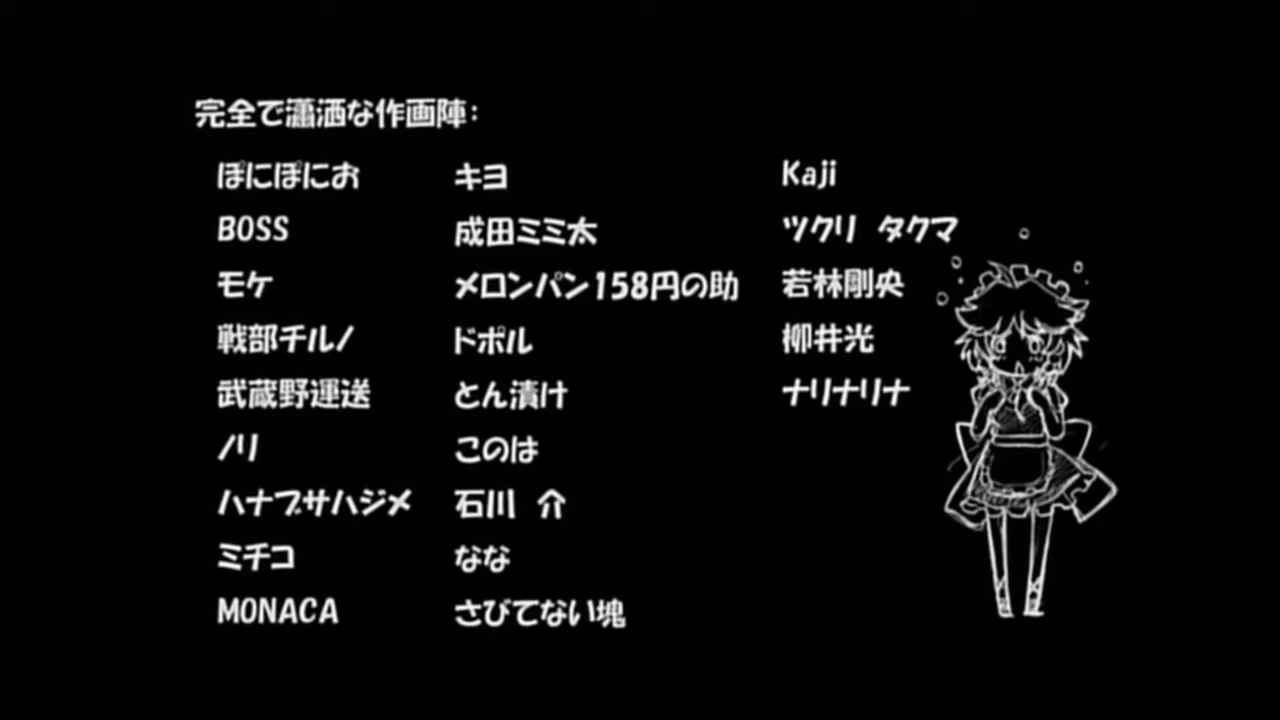 完全で瀟洒な作画陣:
ぽにぽにお
BOSS
モケ
戦部チルノ
武蔵野運送
ノリ
ハナブサハジメ
ミチコ
MONACA
キヨ
成田ミミ太
メロンパン158円の助
ドポル
とん漬け
このは
石川 介
なな
さびてない塊
Kaji
ツクリ タクマ
若林剛央
柳井光
ナリナリナ